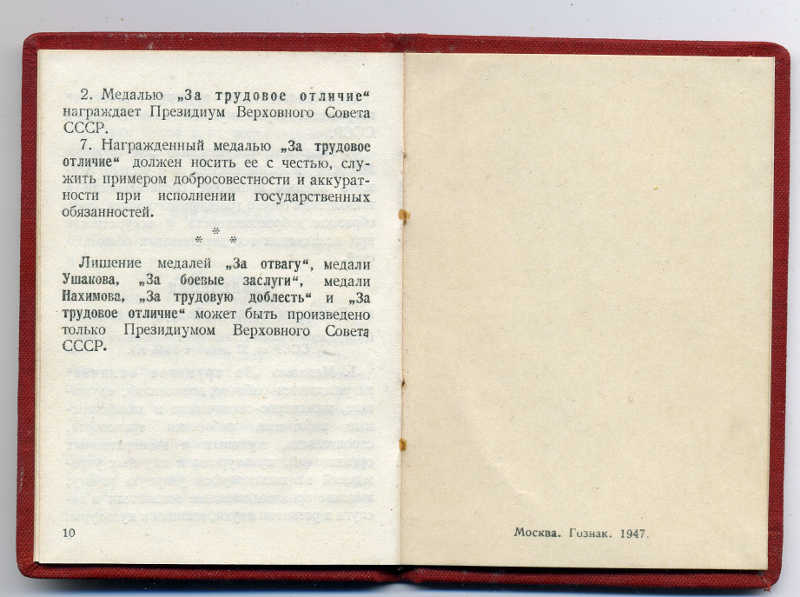 2. Медалью „За трудовое отличие“
награждает Президиум Верховного Совета
СССР.
7. Награжденный медалью „За трудовое
отличие“ должен носить ее с честью, слу-
жить примером добросовестности и аккурат-
ности при исполнении государственных
обязанностей.
* * *
Лишение медалей „За отвагу“, медали
Ушакова, „За боевые заслуги“, медали
Нахимова, „За трудовую доблесть“ и „За
трудовое отличие“ может быть произведено
только Президиумом Верховного Совета
СССР.
10
Москва. Гознак. 1947.